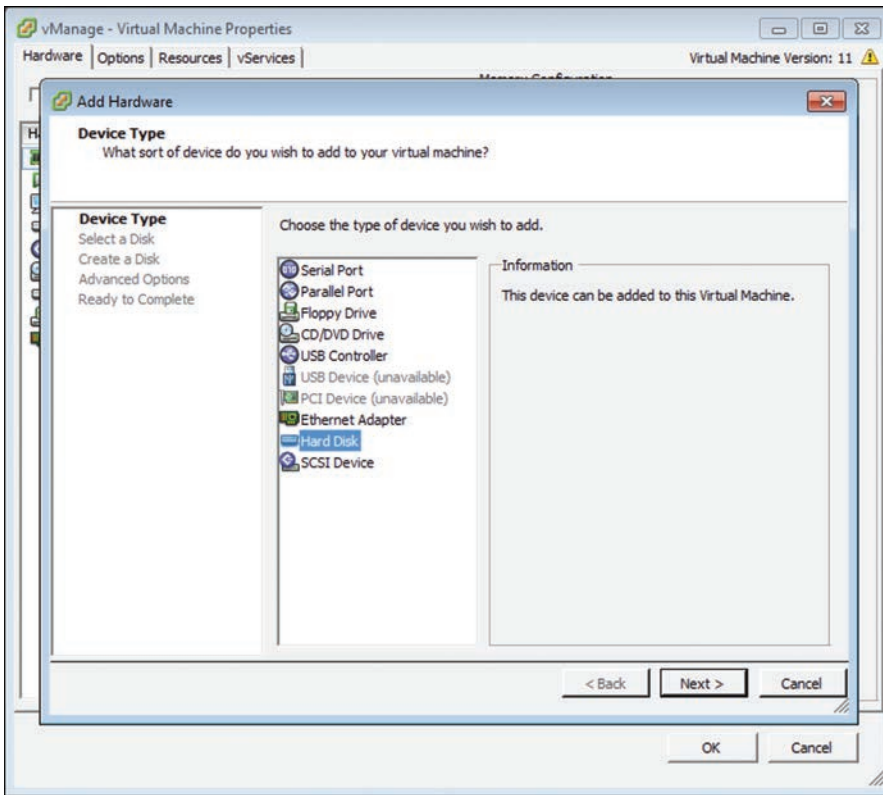 vManage - Virtual Machine Properties
Hardware Options Resources vServices
Virtual Machine Version: 11
Add Hardware
Device Type
What sort of device do you wish to add to your virtual machine?
Device Type
Select a Disk
Create a Disk
Advanced Options
Ready to Complete
Choose the type of device you wish to add.
Serial Port
Parallel Port
Floppy Drive
CD/DVD Drive
USB Controller
USB Device (unavailable)
PCI Device (unavailable)
Ethernet Adapter
Hard Disk
SCSI Device
Information
This device can be added to this Virtual Machine.
< Back
Next >
Cancel
OK
Cancel